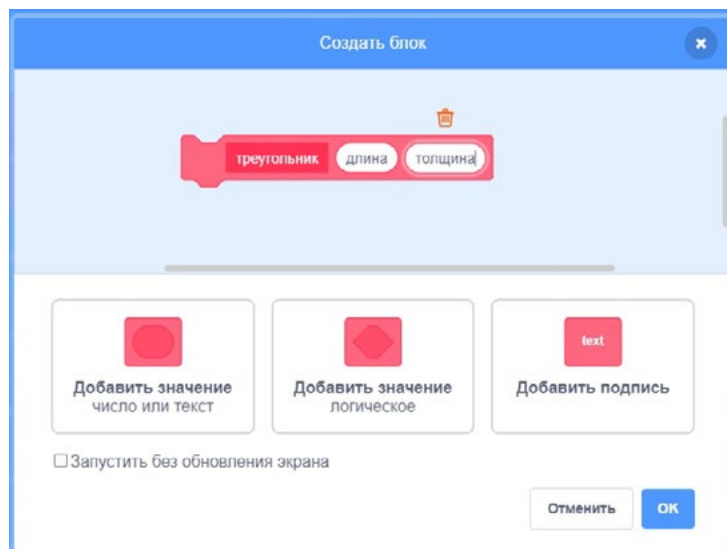 Создать блок
треугольник длина толщина
text
Добавить значение
число или текст
Добавить значение
логическое
Добавить подпись
Запустить без обновления экрана
Отменить
ОК